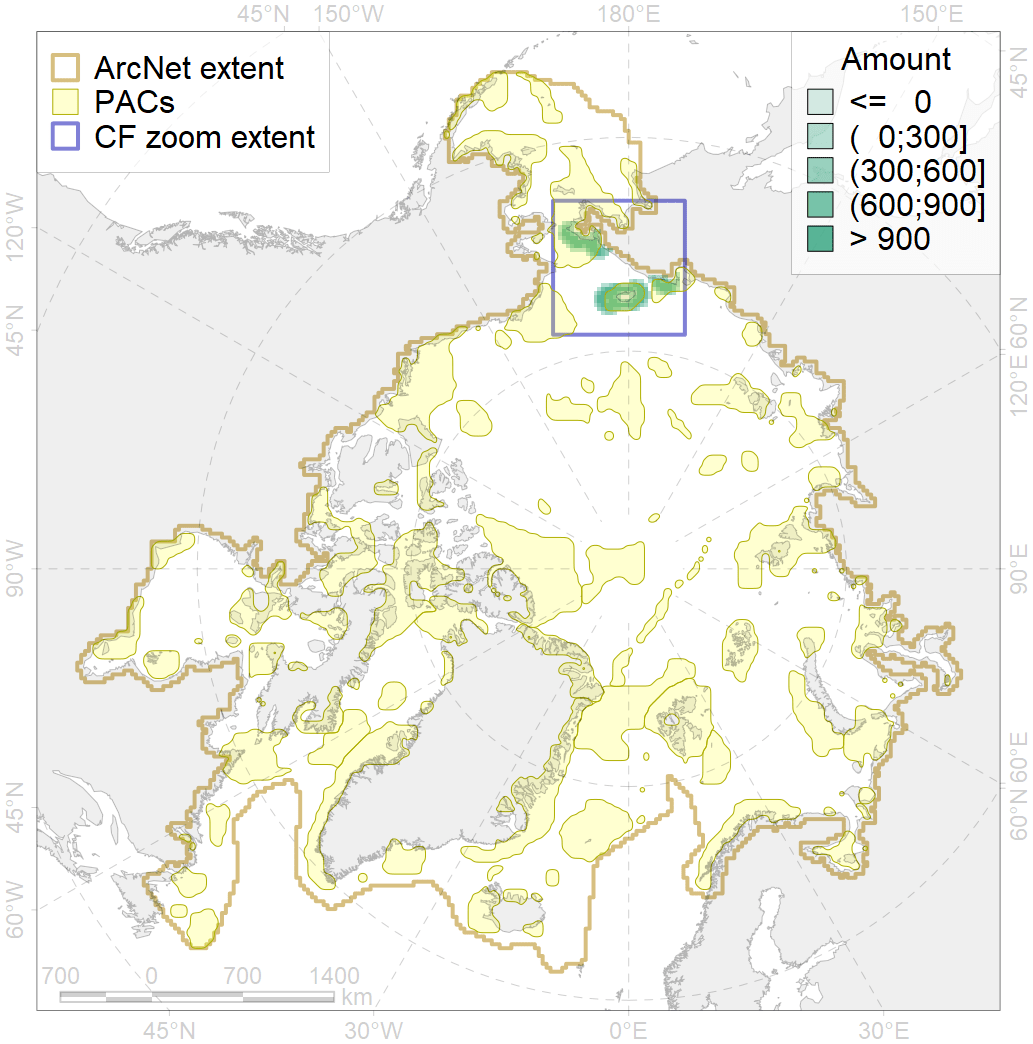 45°N 150°W 180°E 150°E
ArcNet extent
PACs
CF zoom extent
Amount
<= 0
( 0;300]
(300;600]
(600;900]
> 900
45°N
120°W
45°N
90°W
45°N
60°W
60°N
120°E
90°E
60°E
60°N
700 0 700 1400
km
45°N 30°W 0°E 30°E